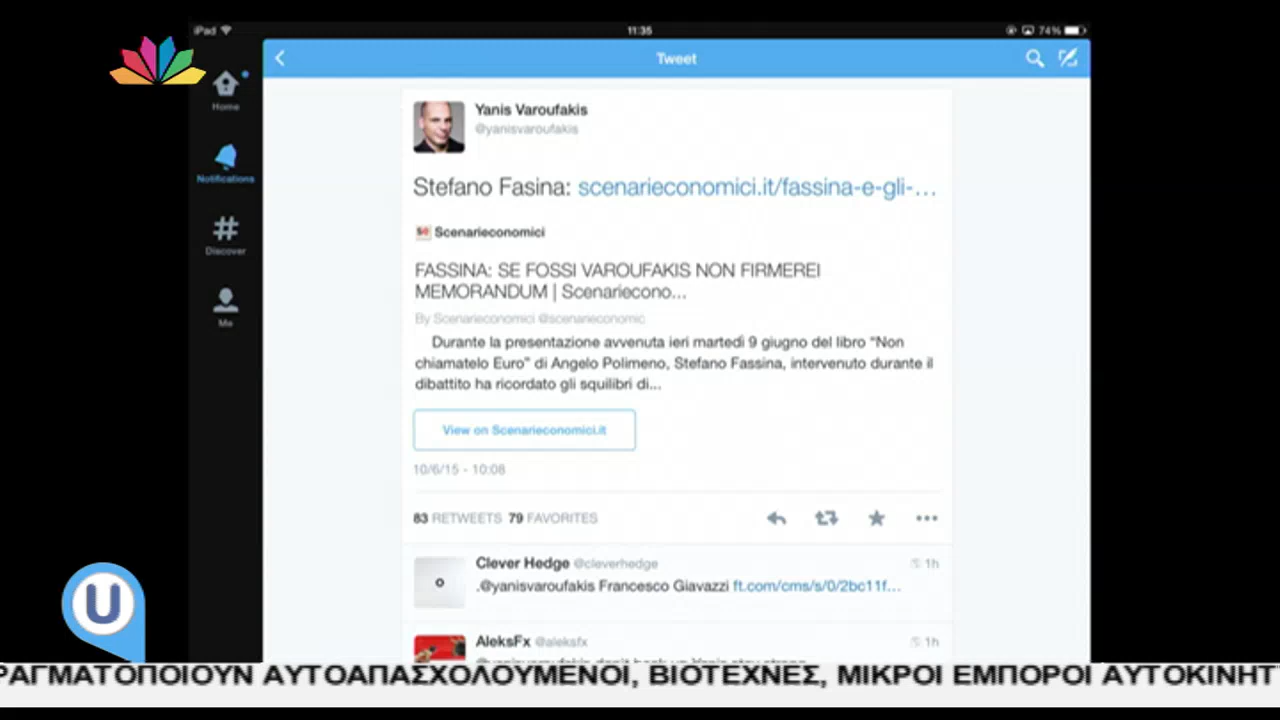 iPad 11:35 74%
Tweet
Home
Notifications
Discover
Me
Yanis Varoufakis
@yanisvaroufakis
Stefano Fasina: scenarieconomici.it/fassina-e-gli-…
Scenarieconomici
FASSINA: SE FOSSI VAROUFAKIS NON FIRMEREI
MEMORANDUM | Scenariecono...
By Scenarieconomici @scenarieconomic
Durante la presentazione avvenuta ieri martedì 9 giugno del libro “Non
chiamatelo Euro” di Angelo Polimeno, Stefano Fassina, intervenuto durante il
dibattito ha ricordato gli squilibri di...
View on Scenarieconomici.it
10/6/15 - 10:08
83 RETWEETS 79 FAVORITES
Clever Hedge @cleverhedge 1h
.@yanisvaroufakis Francesco Giavazzi ft.com/cms/s/0/2bc11f…
AleksFx @aleksfx 1h
U
ΡΑΓΜΑΤΟΠΟΙΟΥΝ ΑΥΤΟΑΠΑΣΧΟΛΟΥΜΕΝΟΙ, ΒΙΟΤΕΧΝΕΣ, ΜΙΚΡΟΙ ΕΜΠΟΡΟΙ ΑΥΤΟΚΙΝΗΤ